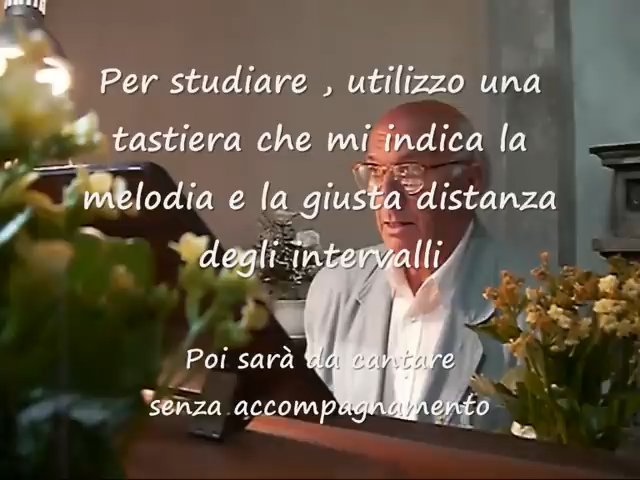 Per studiare , utilizzo una
tastiera che mi indica la
melodia e la giusta distanza
degli intervalli
Poi sarà da cantare
senza accompagnamento